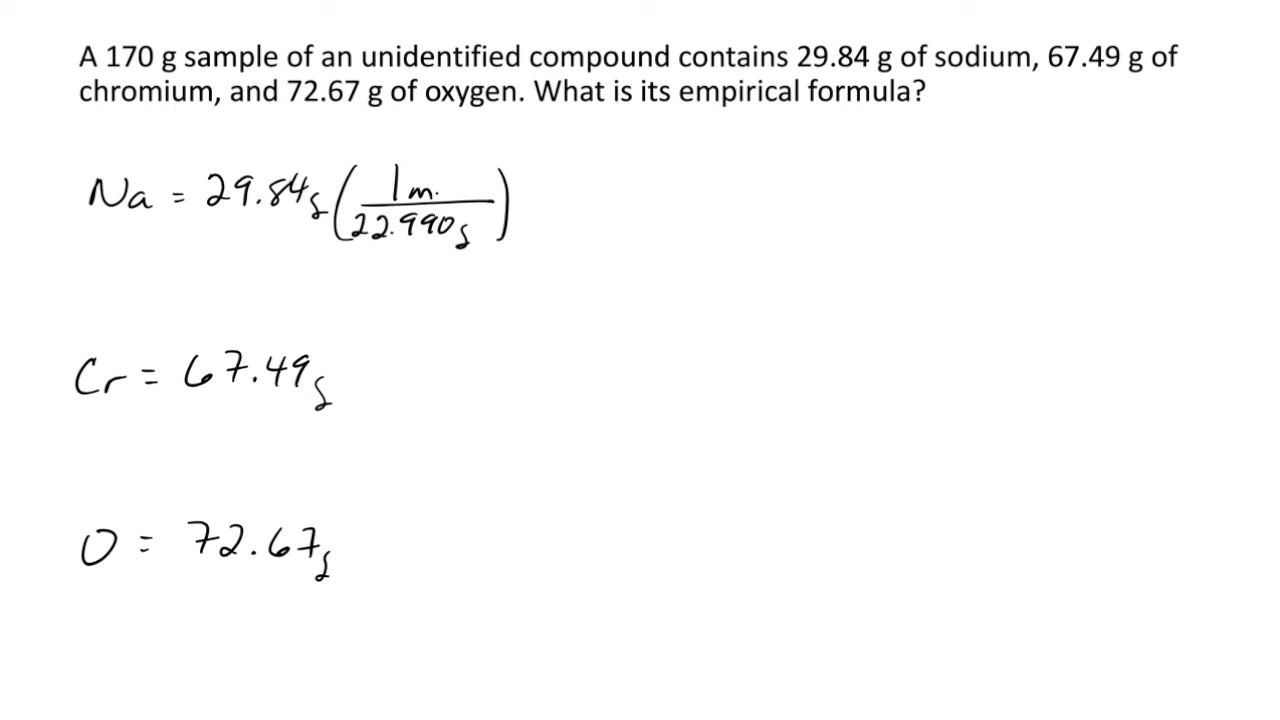 A 170 g sample of an unidentified compound contains 29.84 g of sodium, 67.49 g of
chromium, and 72.67 g of oxygen. What is its empirical formula?
Na = 29.84g (1m. / 22.990g)
Cr = 67.49g
O = 72.67g